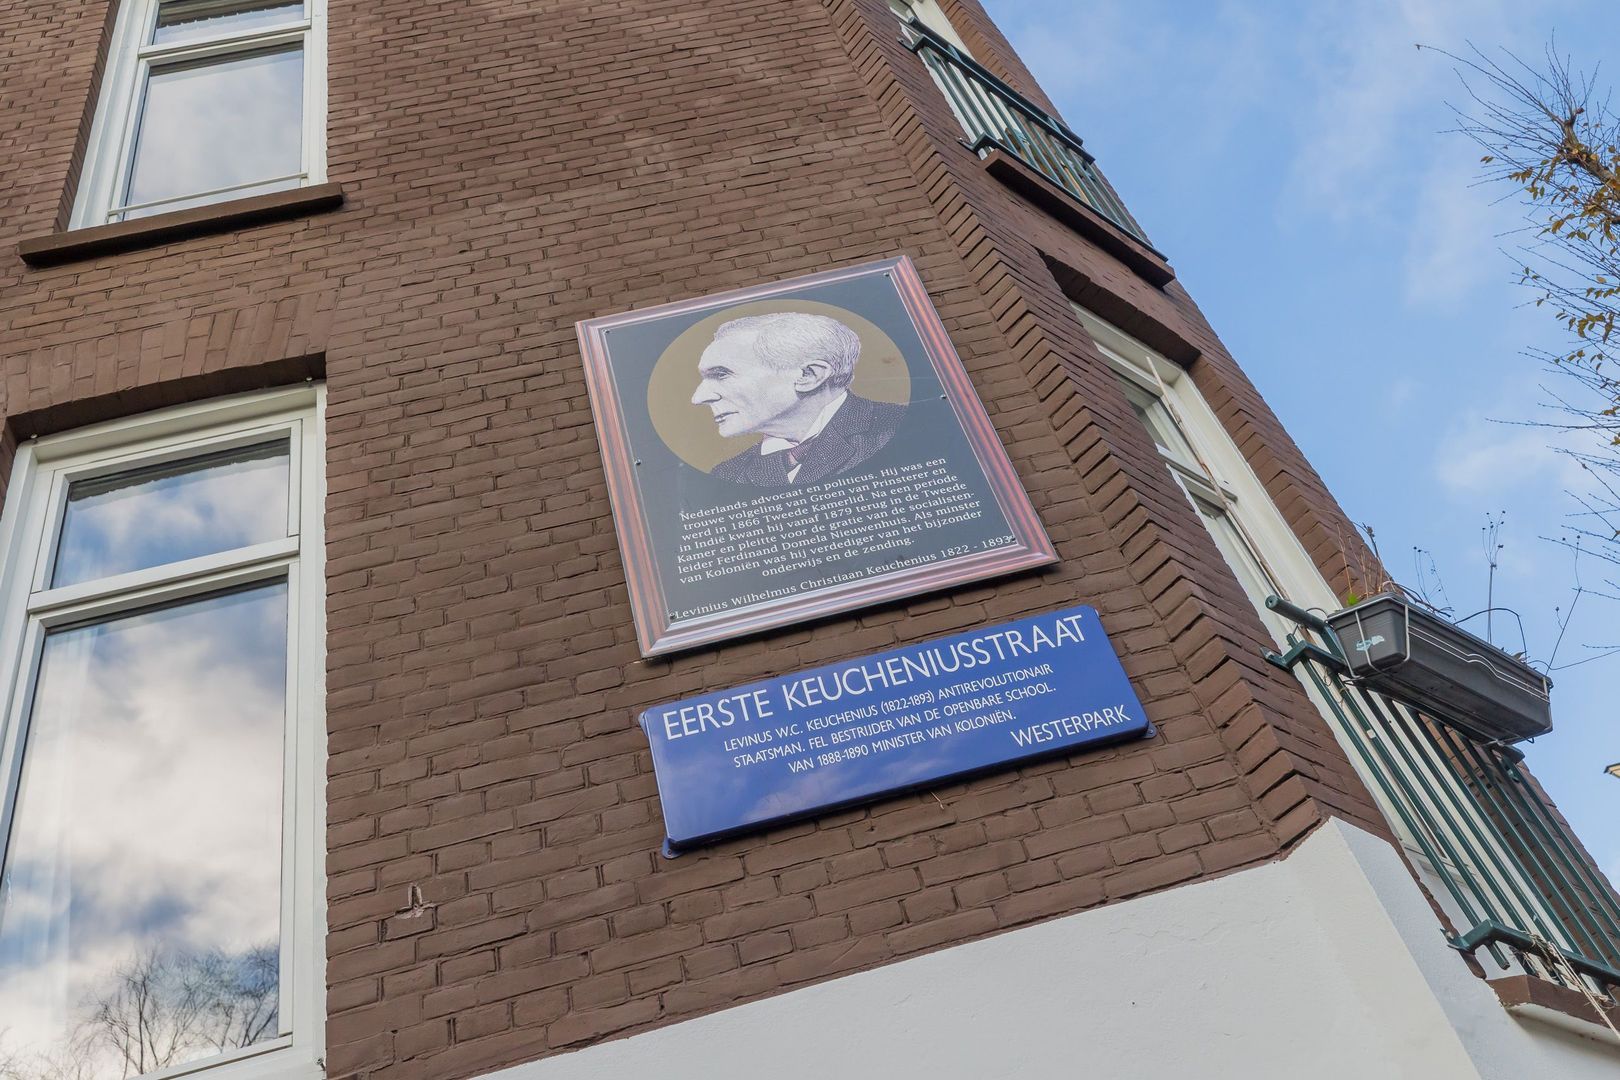 Nederlands advocaat en politicus. Hij was een
trouwe volgeling van Groen van Prinsterer en
werd in 1866 Tweede Kamerlid. Na een periode
in Indië kwam hij vanaf 1879 terug in de Tweede
Kamer en pleitte voor de gratie van de socialisten-
leider Ferdinand Domela Nieuwenhuis. Als minster
van Koloniën was hij verdediger van het bijzonder
onderwijs en de zending.
Levinius Wilhelmus Christiaan Keuchenius 1822 - 1893
EERSTE KEUCHENIUSSTRAAT
LEVINUS W.C. KEUCHENIUS (1822-1893) ANTIREVOLUTIONAIR
STAATSMAN. FEL BESTRIJDER VAN DE OPENBARE SCHOOL.
VAN 1888-1890 MINISTER VAN KOLONIËN.
WESTERPARK